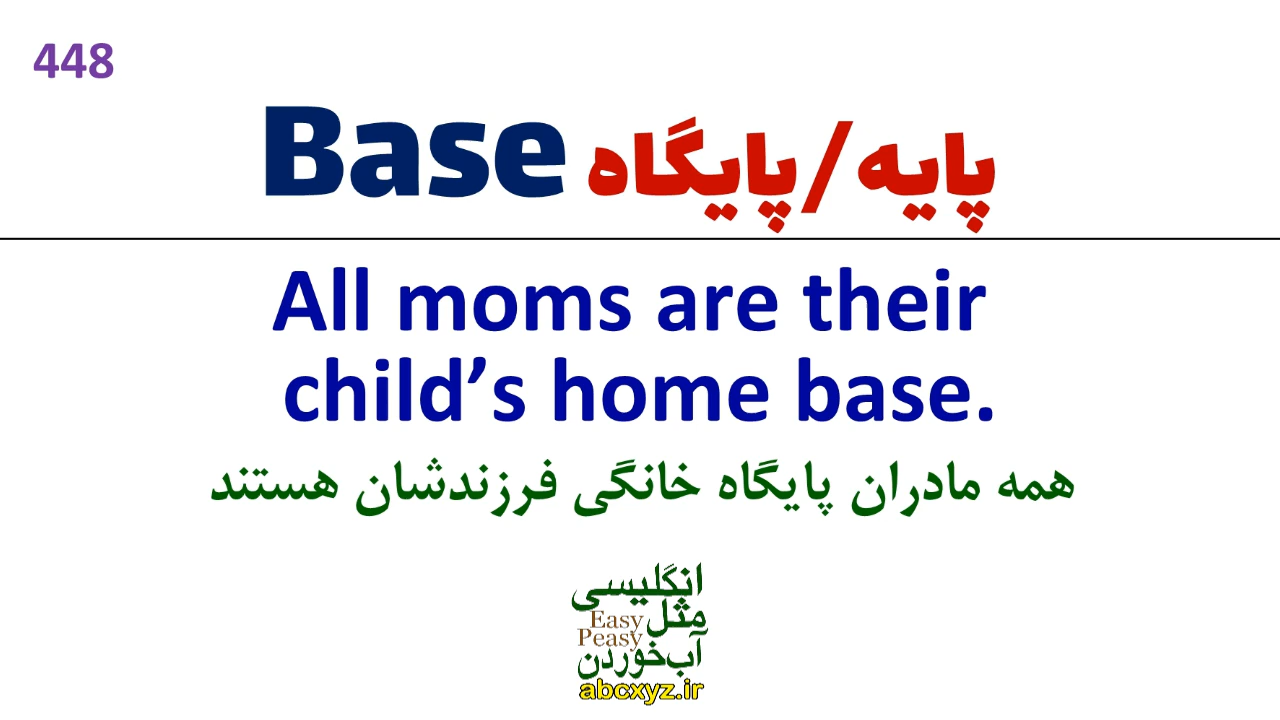 448
Base پایه/پایگاه
All moms are their
child’s home base.
همه مادران پایگاه خانگی فرزندشان هستند
انگلیسی
مثل
Easy
Peasy
آب‌خوردن
abcxyz.ir